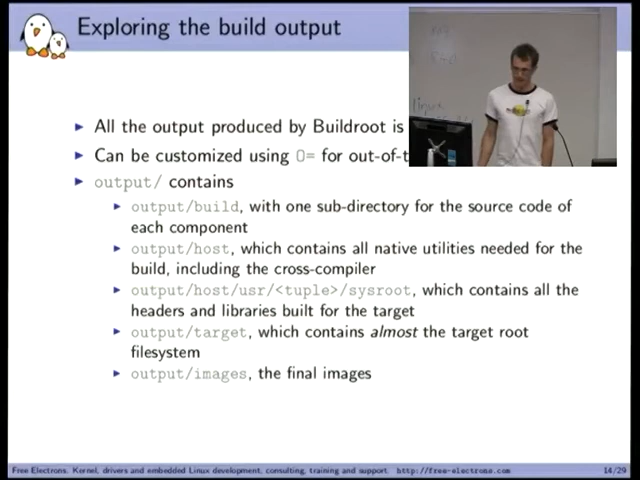 Exploring the build output
All the output produced by Buildroot is
Can be customized using O= for out-of-t
output/ contains
output/build, with one sub-directory for the source code of
each component
output/host, which contains all native utilities needed for the
build, including the cross-compiler
output/host/usr/<tuple>/sysroot, which contains all the
headers and libraries built for the target
output/target, which contains almost the target root
filesystem
output/images, the final images
Free Electrons. Kernel, drivers and embedded Linux development, consulting, training and support. http://free-electrons.com 14/29